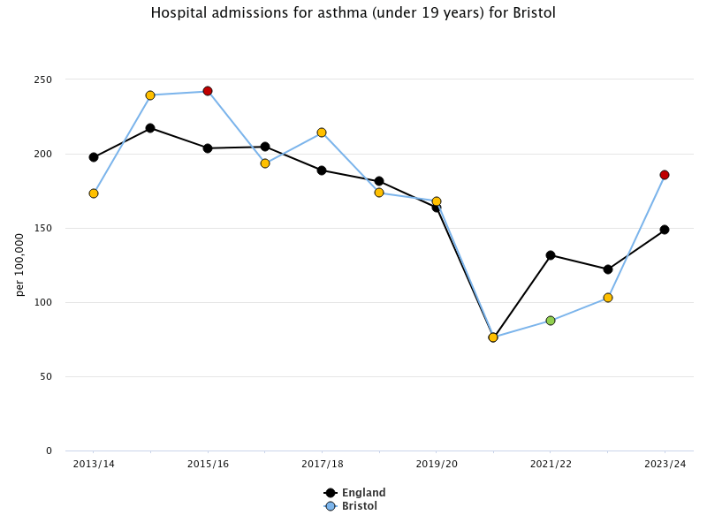 Hospital admissions for asthma (under 19 years) for Bristol
250
200
150
100
50
0
per 100,000
2013/14 2015/16 2017/18 2019/20 2021/22 2023/24
England
Bristol